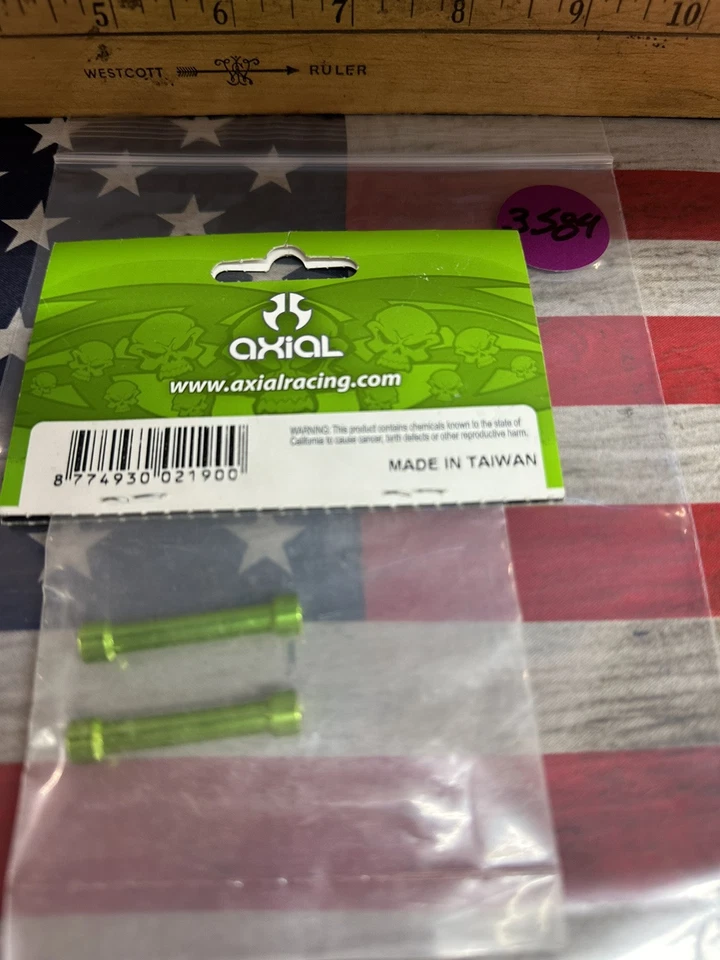 5 6 7 8 9 10
WESTCOTT RULER
3584
axial
www.axialracing.com
WARNING: This product contains chemicals known to the state of
California to cause cancer, birth defects or other reproductive harm.
MADE IN TAIWAN
8 774930 021900